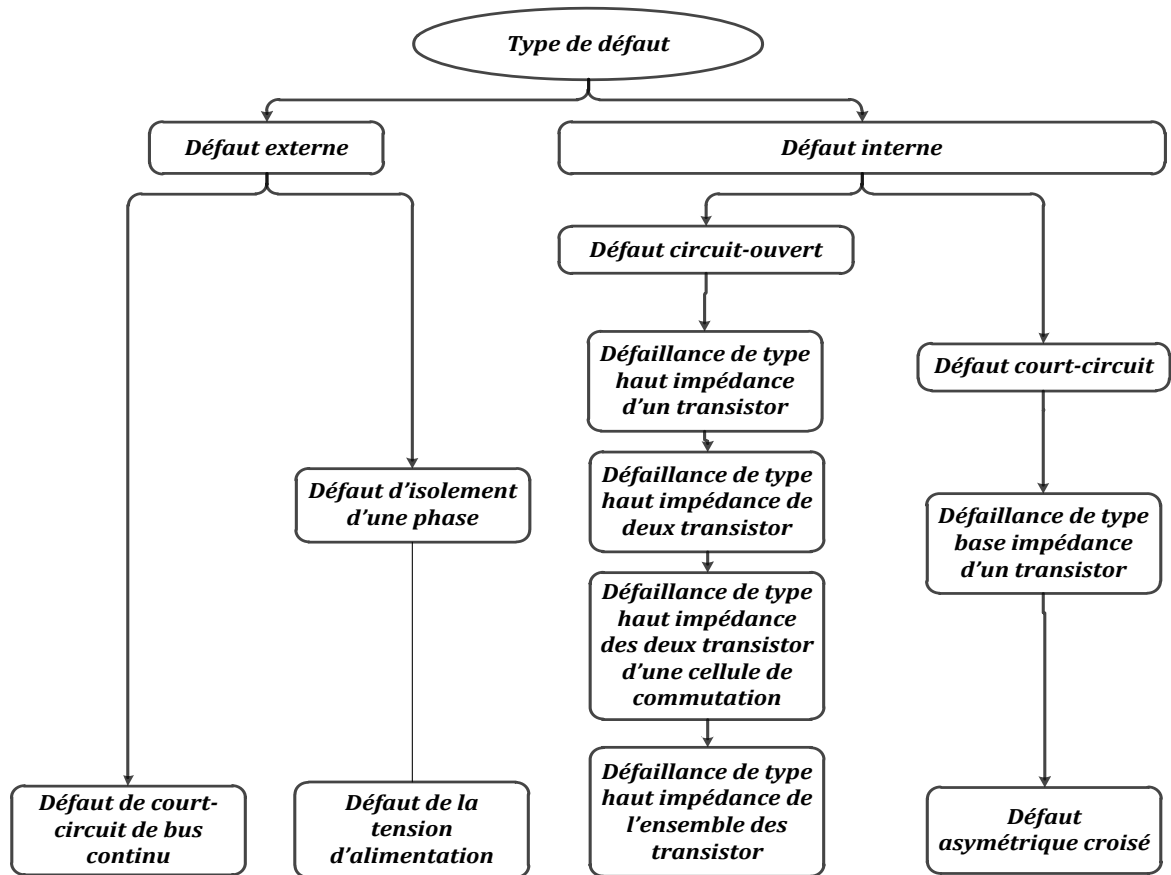 Type de défaut
Défaut externe
Défaut interne
Défaut circuit-ouvert
Défaillance de type
haut impédance
d'un transistor
Défaut court-circuit
Défaillance de type
haut impédance de
deux transistor
Défaut d'isolement
d'une phase
Défaillance de type
base impédance
d'un transistor
Défaillance de type
haut impédance
des deux transistor
d'une cellule de
commutation
Défaut de court-
circuit de bus
continu
Défaut de la
tension
d'alimentation
Défaillance de type
haut impédance de
l'ensemble des
transistor
Défaut
asymétrique croisé